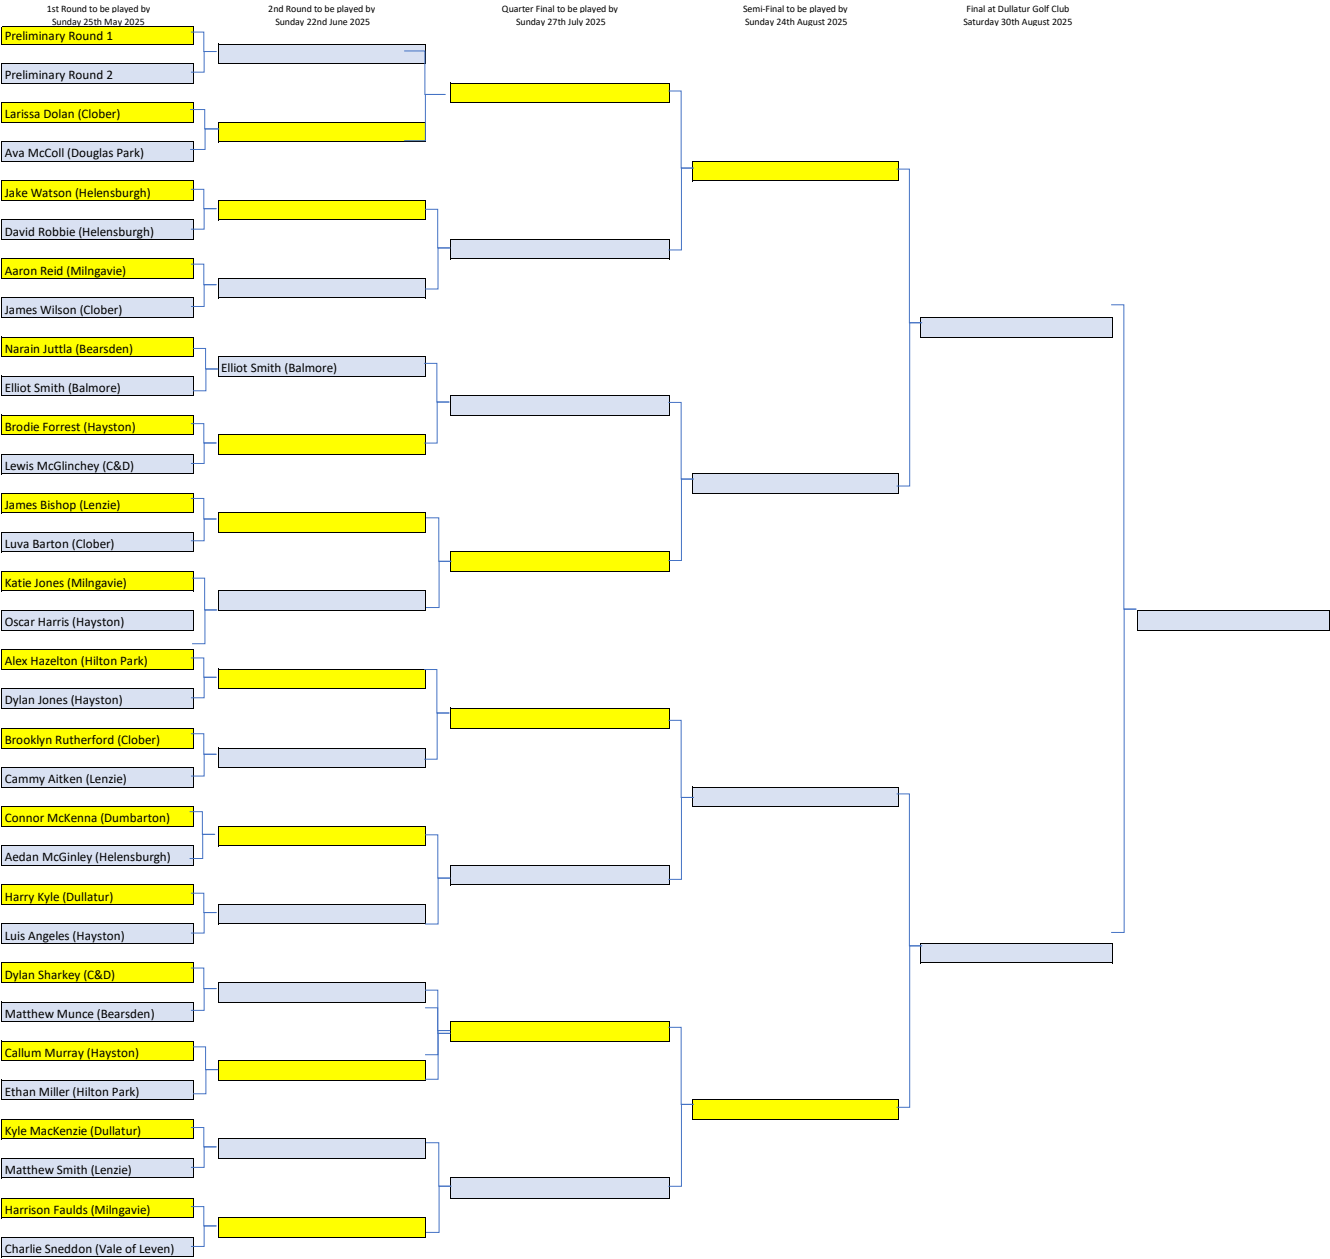 1st Round to be played by
Sunday 25th May 2025
2nd Round to be played by
Sunday 22nd June 2025
Quarter Final to be played by
Sunday 27th July 2025
Semi-Final to be played by
Sunday 24th August 2025
Final at Dullatur Golf Club
Saturday 30th August 2025
Preliminary Round 1
Preliminary Round 2
Larissa Dolan (Clober)
Ava McColl (Douglas Park)
Jake Watson (Helensburgh)
David Robbie (Helensburgh)
Aaron Reid (Milngavie)
James Wilson (Clober)
Narain Juttla (Bearsden)
Elliot Smith (Balmore)
Elliot Smith (Balmore)
Brodie Forrest (Hayston)
Lewis McGlinchey (C&D)
James Bishop (Lenzie)
Luva Barton (Clober)
Katie Jones (Milngavie)
Oscar Harris (Hayston)
Alex Hazelton (Hilton Park)
Dylan Jones (Hayston)
Brooklyn Rutherford (Clober)
Cammy Aitken (Lenzie)
Connor McKenna (Dumbarton)
Aedan McGinley (Helensburgh)
Harry Kyle (Dullatur)
Luis Angeles (Hayston)
Dylan Sharkey (C&D)
Matthew Munce (Bearsden)
Callum Murray (Hayston)
Ethan Miller (Hilton Park)
Kyle MacKenzie (Dullatur)
Matthew Smith (Lenzie)
Harrison Faulds (Milngavie)
Charlie Sneddon (Vale of Leven)